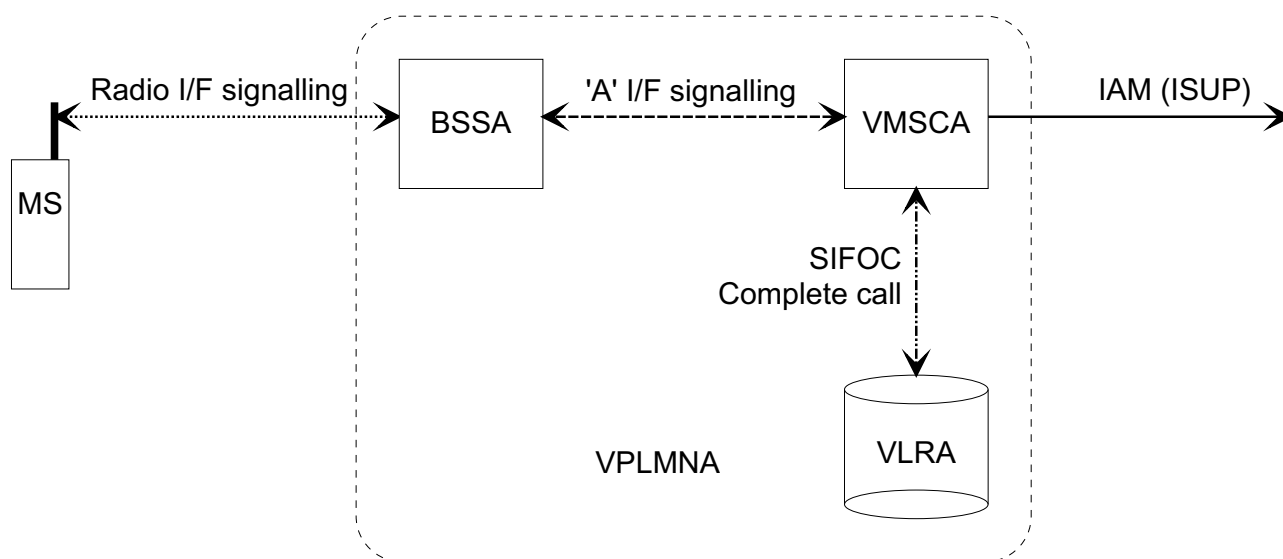 Radio I/F signalling
'A' I/F signalling
IAM (ISUP)
BSSA
VMSCA
MS
SIFOC
Complete call
VPLMNA
VLRA